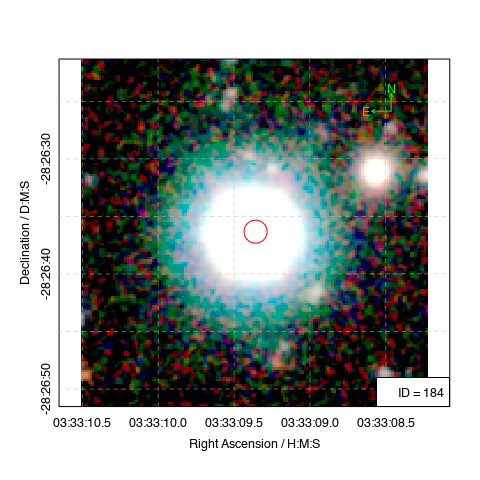 N
E
-28:26:30
-28:26:40
-28:26:50
Declination / D:M:S
ID = 184
03:33:10.5 03:33:10.0 03:33:09.5 03:33:09.0 03:33:08.5
Right Ascension / H:M:S